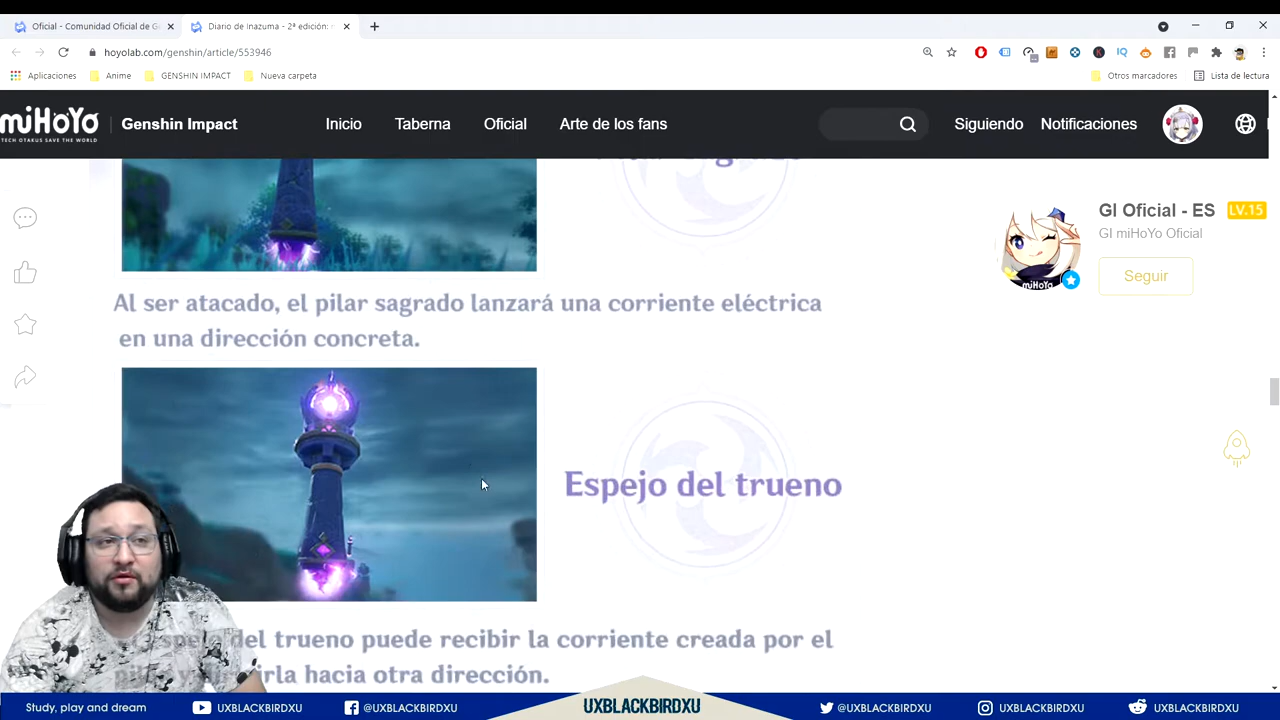 Oficial - Comunidad Oficial de Ge
Diario de Inazuma - 2ª edición:
hoyolab.com/genshin/article/553946
Aplicaciones
Anime
GENSHIN IMPACT
Nueva carpeta
Otros marcadores
Lista de lectura
miHoYo
TECH OTAKUS SAVE THE WORLD
Genshin Impact
Inicio
Taberna
Oficial
Arte de los fans
Siguiendo
Notificaciones
GI Oficial - ES
LV.15
GI miHoYo Oficial
Seguir
miHoYo
Al ser atacado, el pilar sagrado lanzará una corriente eléctrica
en una dirección concreta.
Espejo del trueno
del trueno puede recibir la corriente creada por el
hacia otra dirección.
Study, play and dream
UXBLACKBIRDXU
@UXBLACKBIRDXU
UXBLACKBIRDXU
@UXBLACKBIRDXU
UXBLACKBIRDXU
UXBLACKBIRDXU